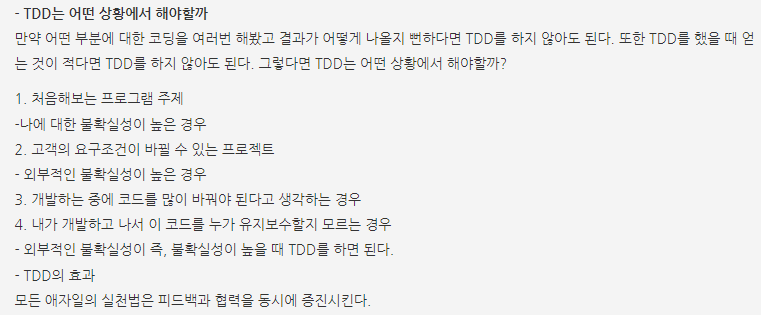 - TDD는 어떤 상황에서 해야할까
만약 어떤 부분에 대한 코딩을 여러번 해봤고 결과가 어떻게 나올지 뻔하다면 TDD를 하지 않아도 된다. 또한 TDD를 했을 때 얻
는 것이 적다면 TDD를 하지 않아도 된다. 그렇다면 TDD는 어떤 상황에서 해야할까?
1. 처음해보는 프로그램 주제
-나에 대한 불확실성이 높은 경우
2. 고객의 요구조건이 바뀔 수 있는 프로젝트
- 외부적인 불확실성이 높은 경우
3. 개발하는 중에 코드를 많이 바꿔야 된다고 생각하는 경우
4. 내가 개발하고 나서 이 코드를 누가 유지보수할지 모르는 경우
- 외부적인 불확실성이 즉, 불확실성이 높을 때 TDD를 하면 된다.
- TDD의 효과
모든 애자일의 실천법은 피드백과 협력을 동시에 증진시킨다.